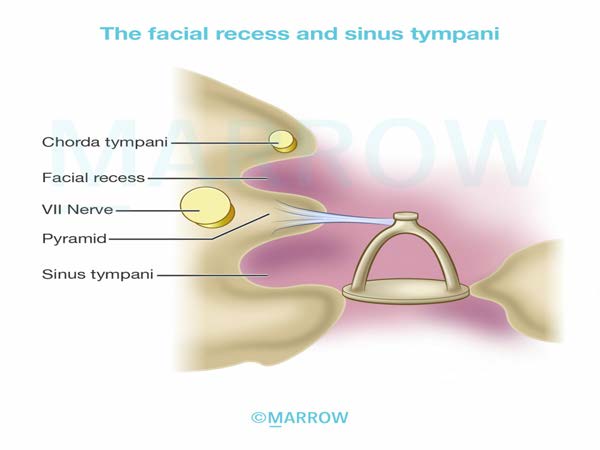 The facial recess and sinus tympani
MARROW
Chorda tympani
Facial recess
VII Nerve
Pyramid
Sinus tympani
©MARROW